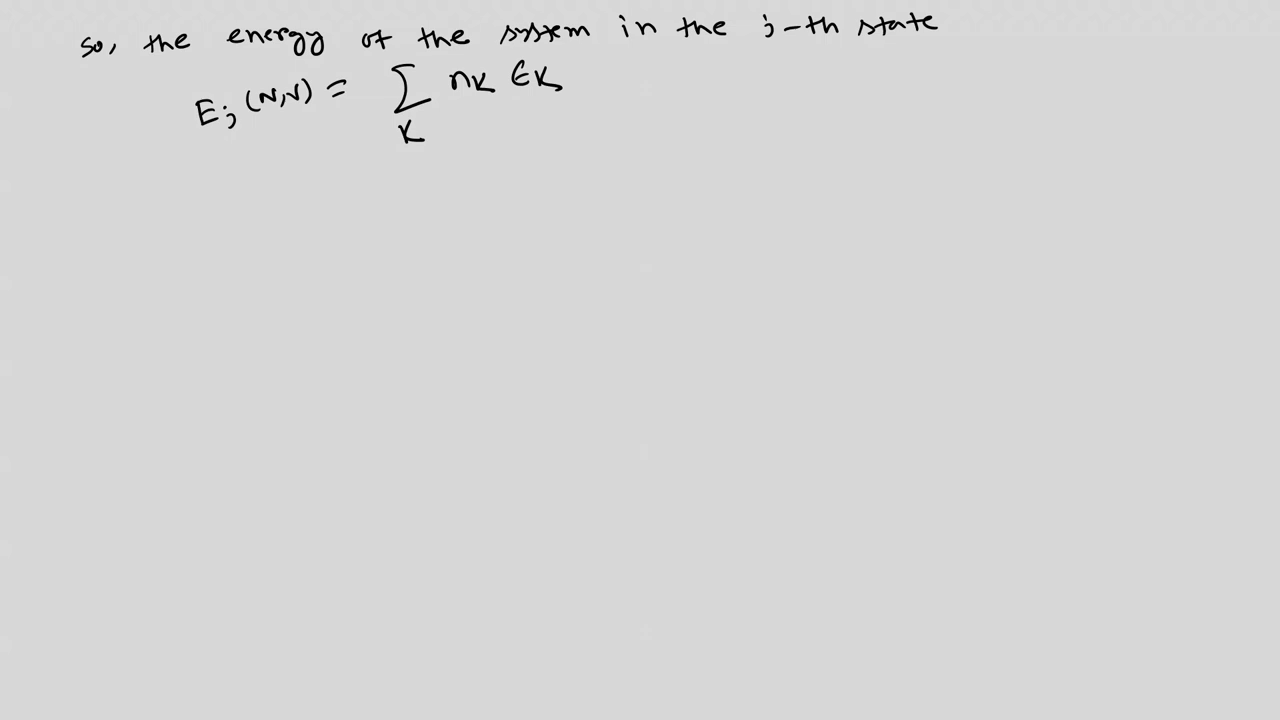 so, the energy of the system in the j-th state
Ej (N,V) = ∑ nK ϵK
K